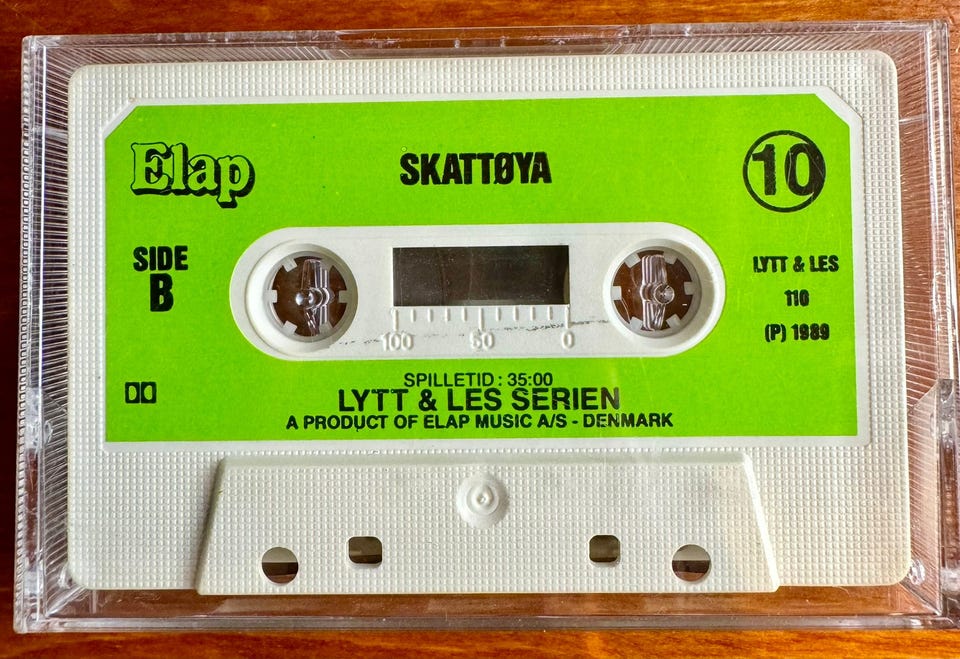 Elap
SKATTØYA
10
SIDE
B
LYTT & LES
110
(P) 1989
100 50 0
SPILLETID : 35:00
LYTT & LES SERIEN
A PRODUCT OF ELAP MUSIC A/S - DENMARK